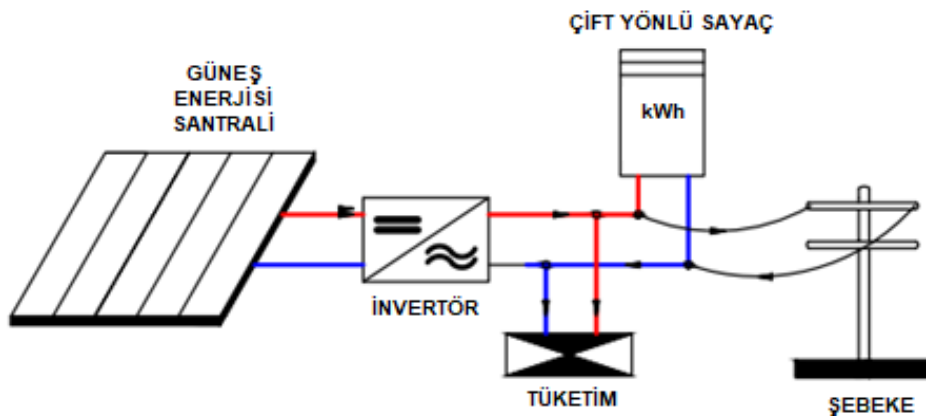 ÇİFT YÖNLÜ SAYAÇ
GÜNEŞ
ENERJİSİ
SANTRALİ
kWh
İNVERTÖR
TÜKETİM
ŞEBEKE